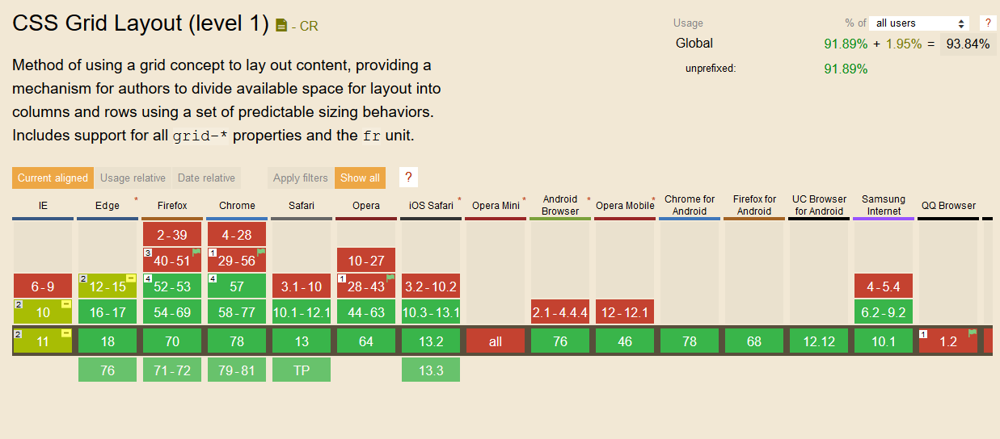 CSS Grid Layout (level 1) - CR
Usage % of all users ?
Global 91.89% + 1.95% = 93.84%
unprefixed: 91.89%
Method of using a grid concept to lay out content, providing a
mechanism for authors to divide available space for layout into
columns and rows using a set of predictable sizing behaviors.
Includes support for all grid-* properties and the fr unit.
Current aligned Usage relative Date relative Apply filters Show all ?
IE Edge * Firefox Chrome Safari Opera iOS Safari * Opera Mini * Android Browser * Opera Mobile * Chrome for Android Firefox for Android UC Browser for Android Samsung Internet QQ Browser
2-39 4-28
3 40-51 1 29-56 10-27
6-9 2 12-15 4 52-53 4 57 3.1-10 1 28-43 3.2-10.2 4-5.4
2 10 16-17 54-69 58-77 10.1-12.1 44-63 10.3-13.1 2.1-4.4.4 12-12.1 6.2-9.2
2 11 18 70 78 13 64 13.2 all 76 46 78 68 12.12 10.1 1 1.2
76 71-72 79-81 TP 13.3